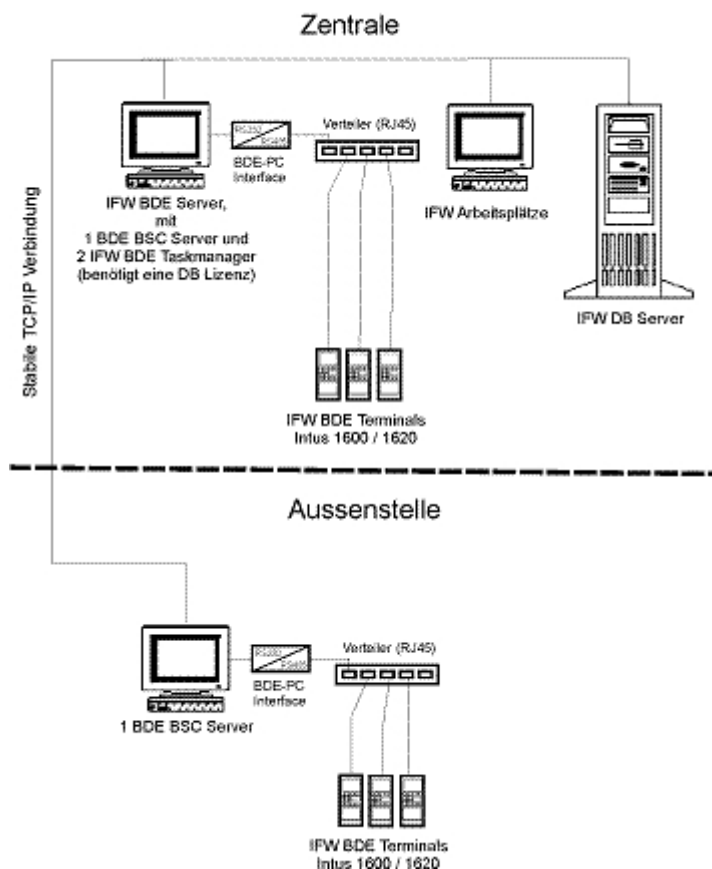 Zentrale
Verteiler (RJ45)
RS232
RS485
BDE-PC
Interface
IFW BDE Server,
mit
1 BDE BSC Server und
2 IFW BDE Taskmanager
(benötigt eine DB Lizenz)
IFW Arbeitsplätze
IFW DB Server
Stabile TCP/IP Verbindung
IFW BDE Terminals
Intus 1600 / 1620
Aussenstelle
Verteiler (RJ45)
RS232
RS485
BDE-PC
Interface
1 BDE BSC Server
IFW BDE Terminals
Intus 1600 / 1620